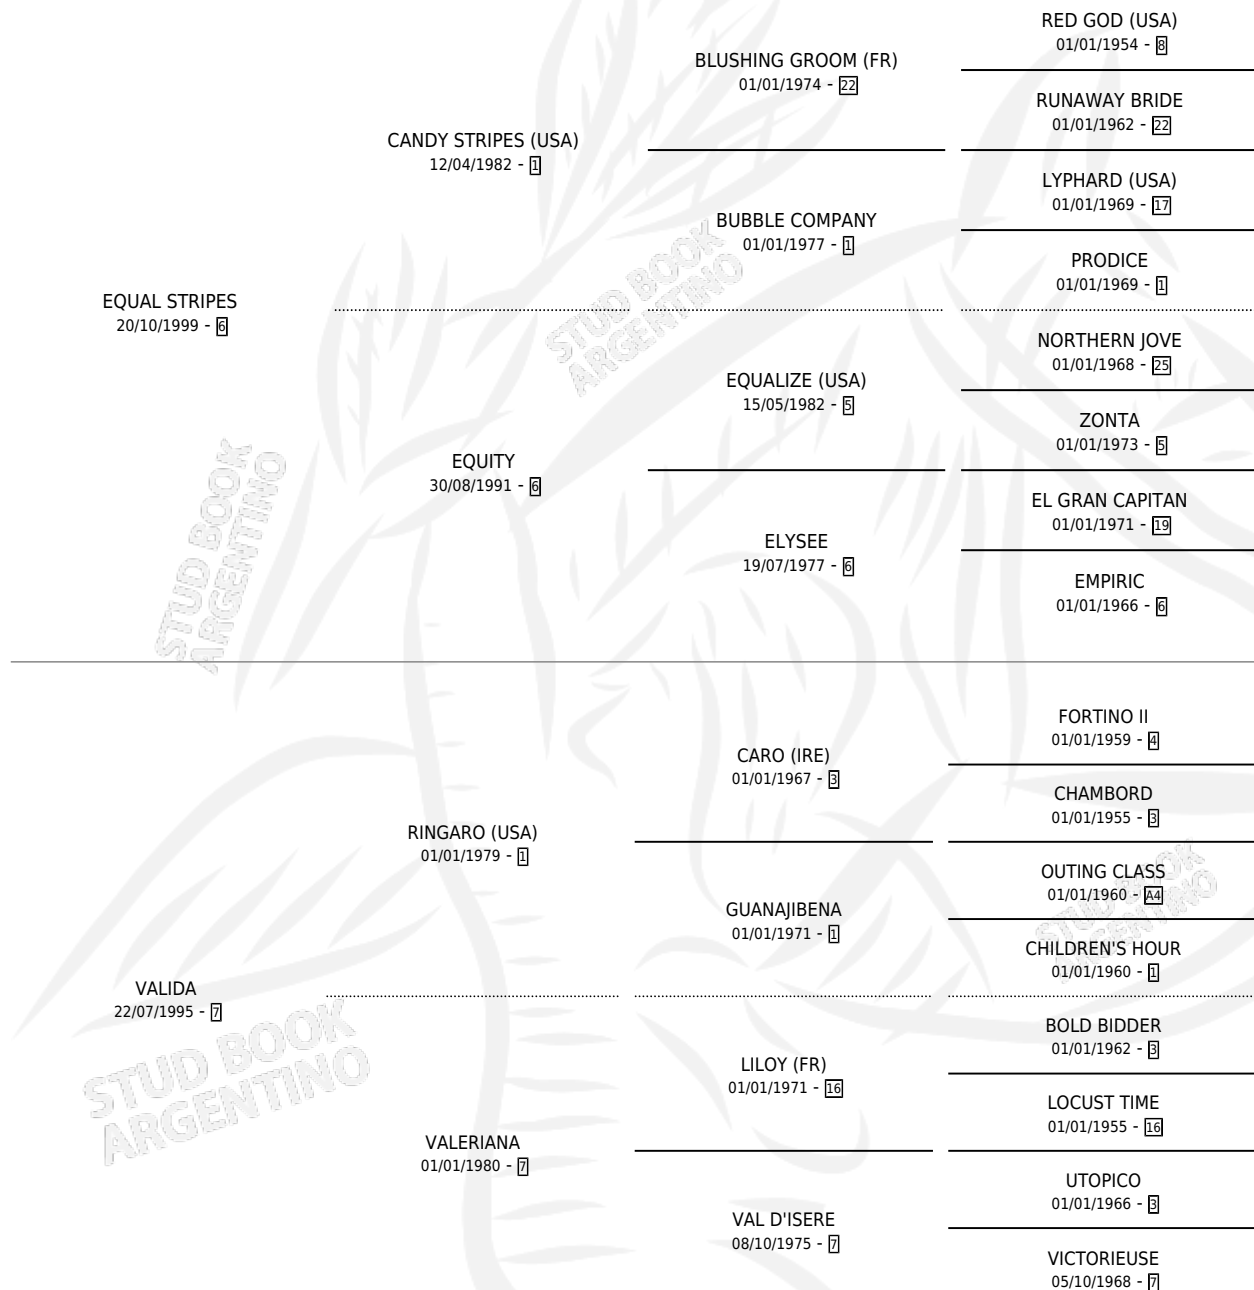 RED GOD (USA)
01/01/1954 - 8
BLUSHING GROOM (FR)
01/01/1974 - 22
RUNAWAY BRIDE
01/01/1962 - 22
CANDY STRIPES (USA)
12/04/1982 - 1
LYPHARD (USA)
01/01/1969 - 17
BUBBLE COMPANY
01/01/1977 - 1
PRODICE
01/01/1969 - 1
EQUAL STRIPES
20/10/1999 - 6
STUD BOOK
ARGENTINO
NORTHERN JOVE
01/01/1968 - 25
EQUALIZE (USA)
15/05/1982 - 5
ZONTA
01/01/1973 - 5
EQUITY
30/08/1991 - 6
EL GRAN CAPITAN
01/01/1971 - 19
ELYSEE
19/07/1977 - 6
EMPIRIC
01/01/1966 - 6
STUD BOOK
ARGENTINO
FORTINO II
01/01/1959 - 4
CARO (IRE)
01/01/1967 - 3
CHAMBORD
01/01/1955 - 3
RINGARO (USA)
01/01/1979 - 1
OUTING CLASS
01/01/1960 - A4
GUANAJIBENA
01/01/1971 - 1
STUD BOOK
ARGENTINO
CHILDREN'S HOUR
01/01/1960 - 1
VALIDA
22/07/1995 - 7
STUD BOOK
ARGENTINO
BOLD BIDDER
01/01/1962 - 3
LILOY (FR)
01/01/1971 - 16
LOCUST TIME
01/01/1955 - 16
VALERIANA
01/01/1980 - 7
UTOPICO
01/01/1966 - 3
VAL D'ISERE
08/10/1975 - 7
VICTORIEUSE
05/10/1968 - 7